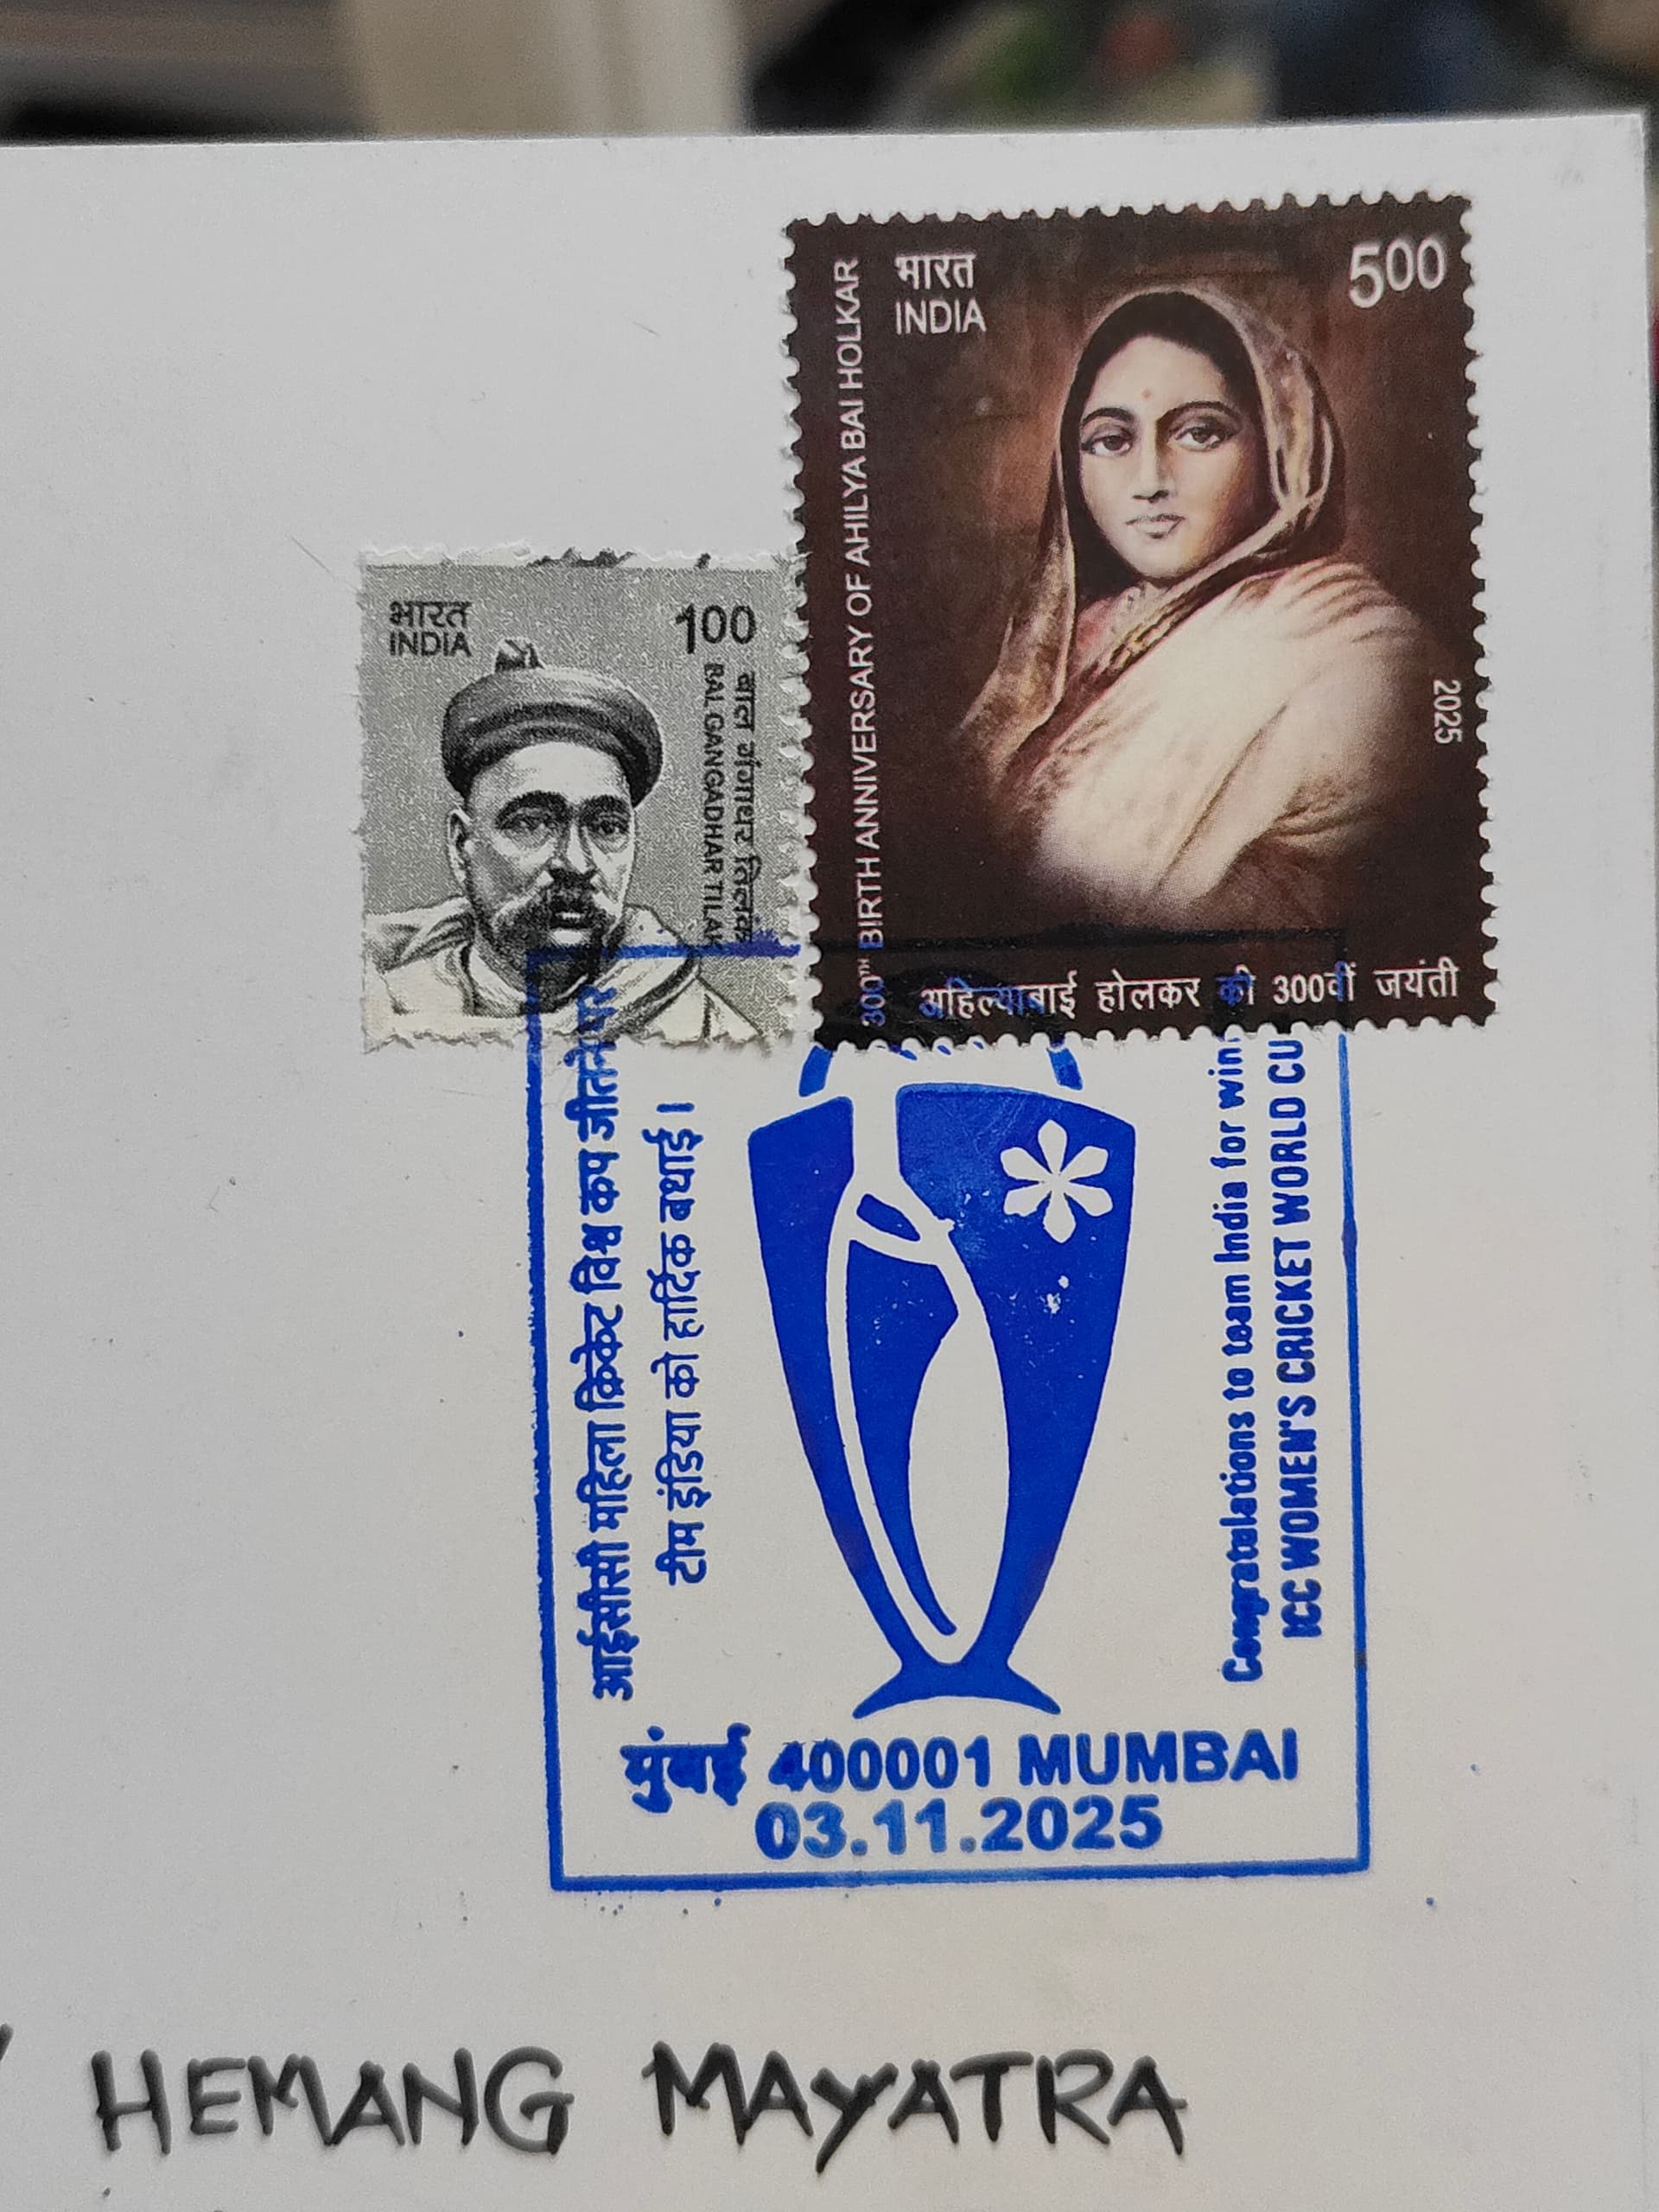 भारत
INDIA
500
300TH BIRTH ANNIVERSARY OF AHILYA BAI HOLKAR
2025
अहिल्याबाई होलकर की 300वीं जयंती
भारत
INDIA
100
बाल गंगाधर तिलक
BAL GANGADHAR TILAK
आईसीसी महिला क्रिकेट विश्व कप जीतने पर
टीम इंडिया को हार्दिक बधाई।
Congratulations to team India for
ICC WOMEN'S CRICKET WORLD
मुंबई 400001 MUMBAI
03.11.2025
HEMANG MAYATRA